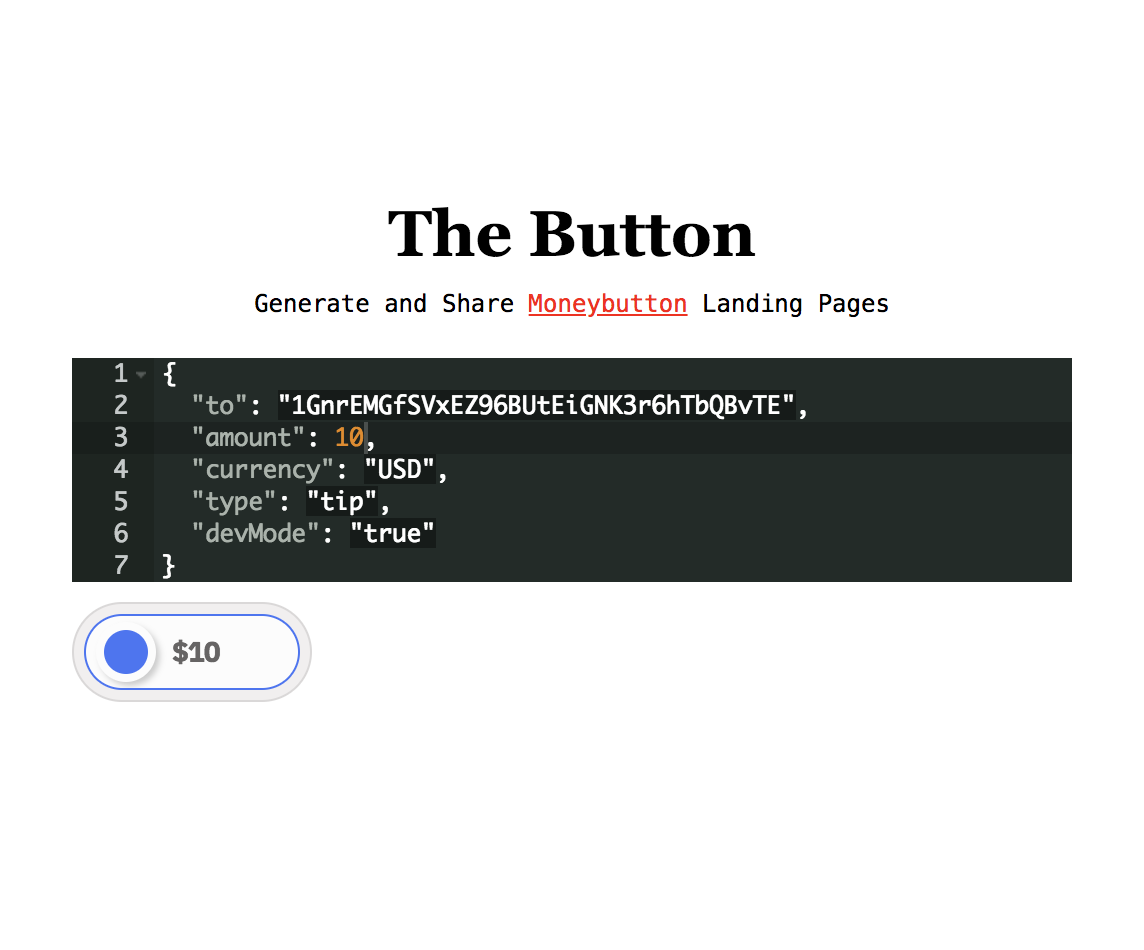 The Button
Generate and Share Moneybutton Landing Pages
1 {
2 "to": "1GnrEMGfSVxEZ96BUtEiGNK3r6hTbQBvTE",
3 "amount": 10,
4 "currency": "USD",
5 "type": "tip",
6 "devMode": "true"
7 }
$10